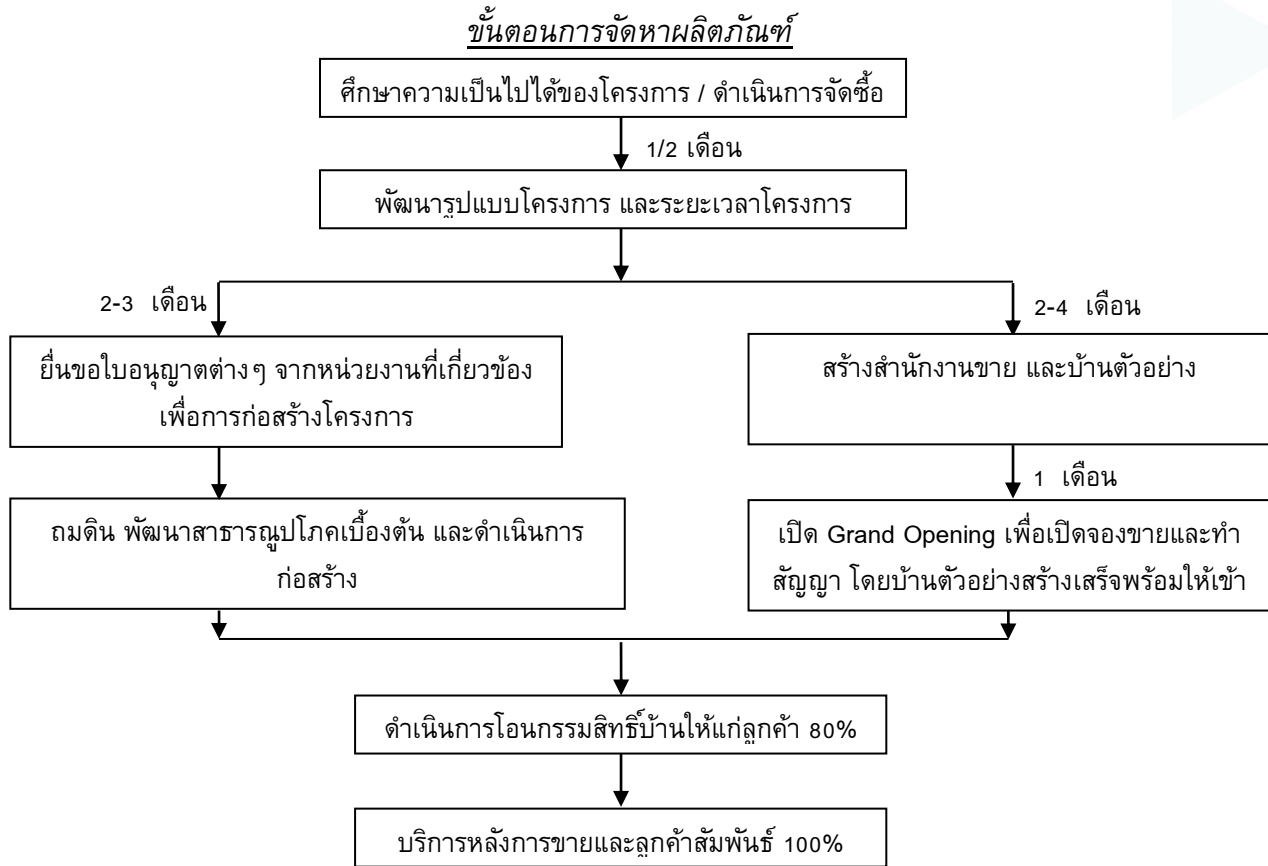 ขั้นตอนการจัดหาผลิตภัณฑ์
ศึกษาความเป็นไปได้ของโครงการ / ดำเนินการจัดซื้อ
1/2 เดือน
พัฒนารูปแบบโครงการ และระยะเวลาโครงการ
2-3 เดือน
2-4 เดือน
ยื่นขอใบอนุญาตต่างๆ จากหน่วยงานที่เกี่ยวข้อง
เพื่อการก่อสร้างโครงการ
สร้างสำนักงานขาย และบ้านตัวอย่าง
1 เดือน
ถมดิน พัฒนาสาธารณูปโภคเบื้องต้น และดำเนินการ
ก่อสร้าง
เปิด Grand Opening เพื่อเปิดจองขายและทำ
สัญญา โดยบ้านตัวอย่างสร้างเสร็จพร้อมให้เข้า
ดำเนินการโอนกรรมสิทธิ์บ้านให้แก่ลูกค้า 80%
บริการหลังการขายและลูกค้าสัมพันธ์ 100%